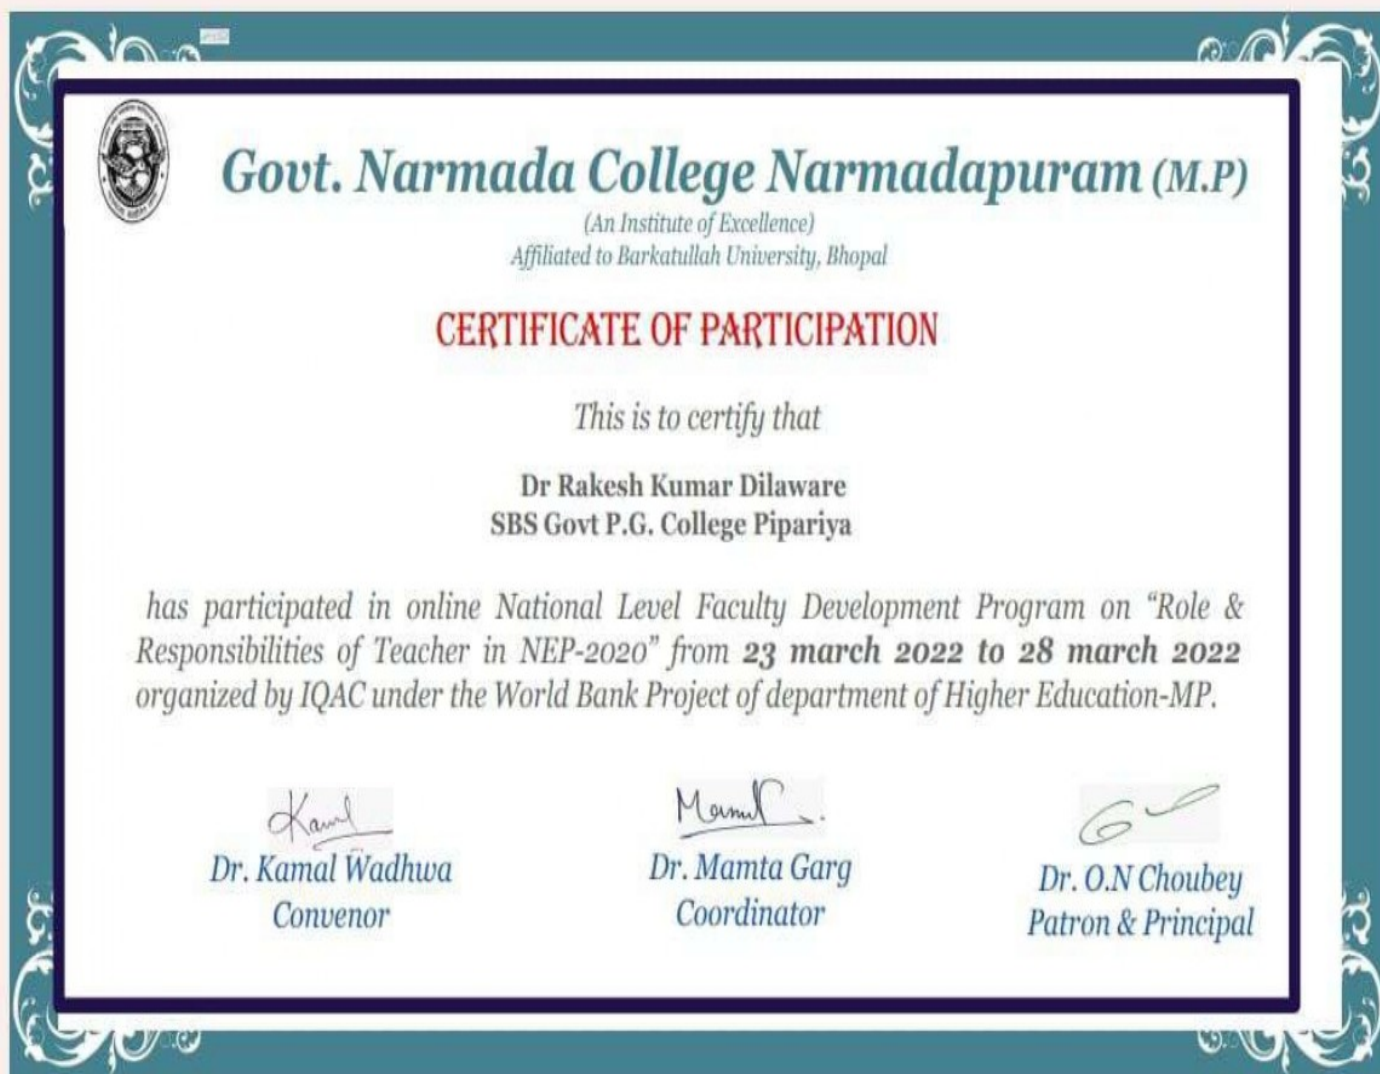 Govt. Narmada College Narmadapuram (M.P)
(An Institute of Excellence)
Affiliated to Barkatullah University, Bhopal
CERTIFICATE OF PARTICIPATION
This is to certify that
Dr Rakesh Kumar Dilaware
SBS Govt P.G. College Pipariya
has participated in online National Level Faculty Development Program on “Role &
Responsibilities of Teacher in NEP-2020” from 23 march 2022 to 28 march 2022
organized by IQAC under the World Bank Project of department of Higher Education-MP.
Dr. Kamal Wadhwa
Convenor
Dr. Mamta Garg
Coordinator
Dr. O.N Choubey
Patron & Principal